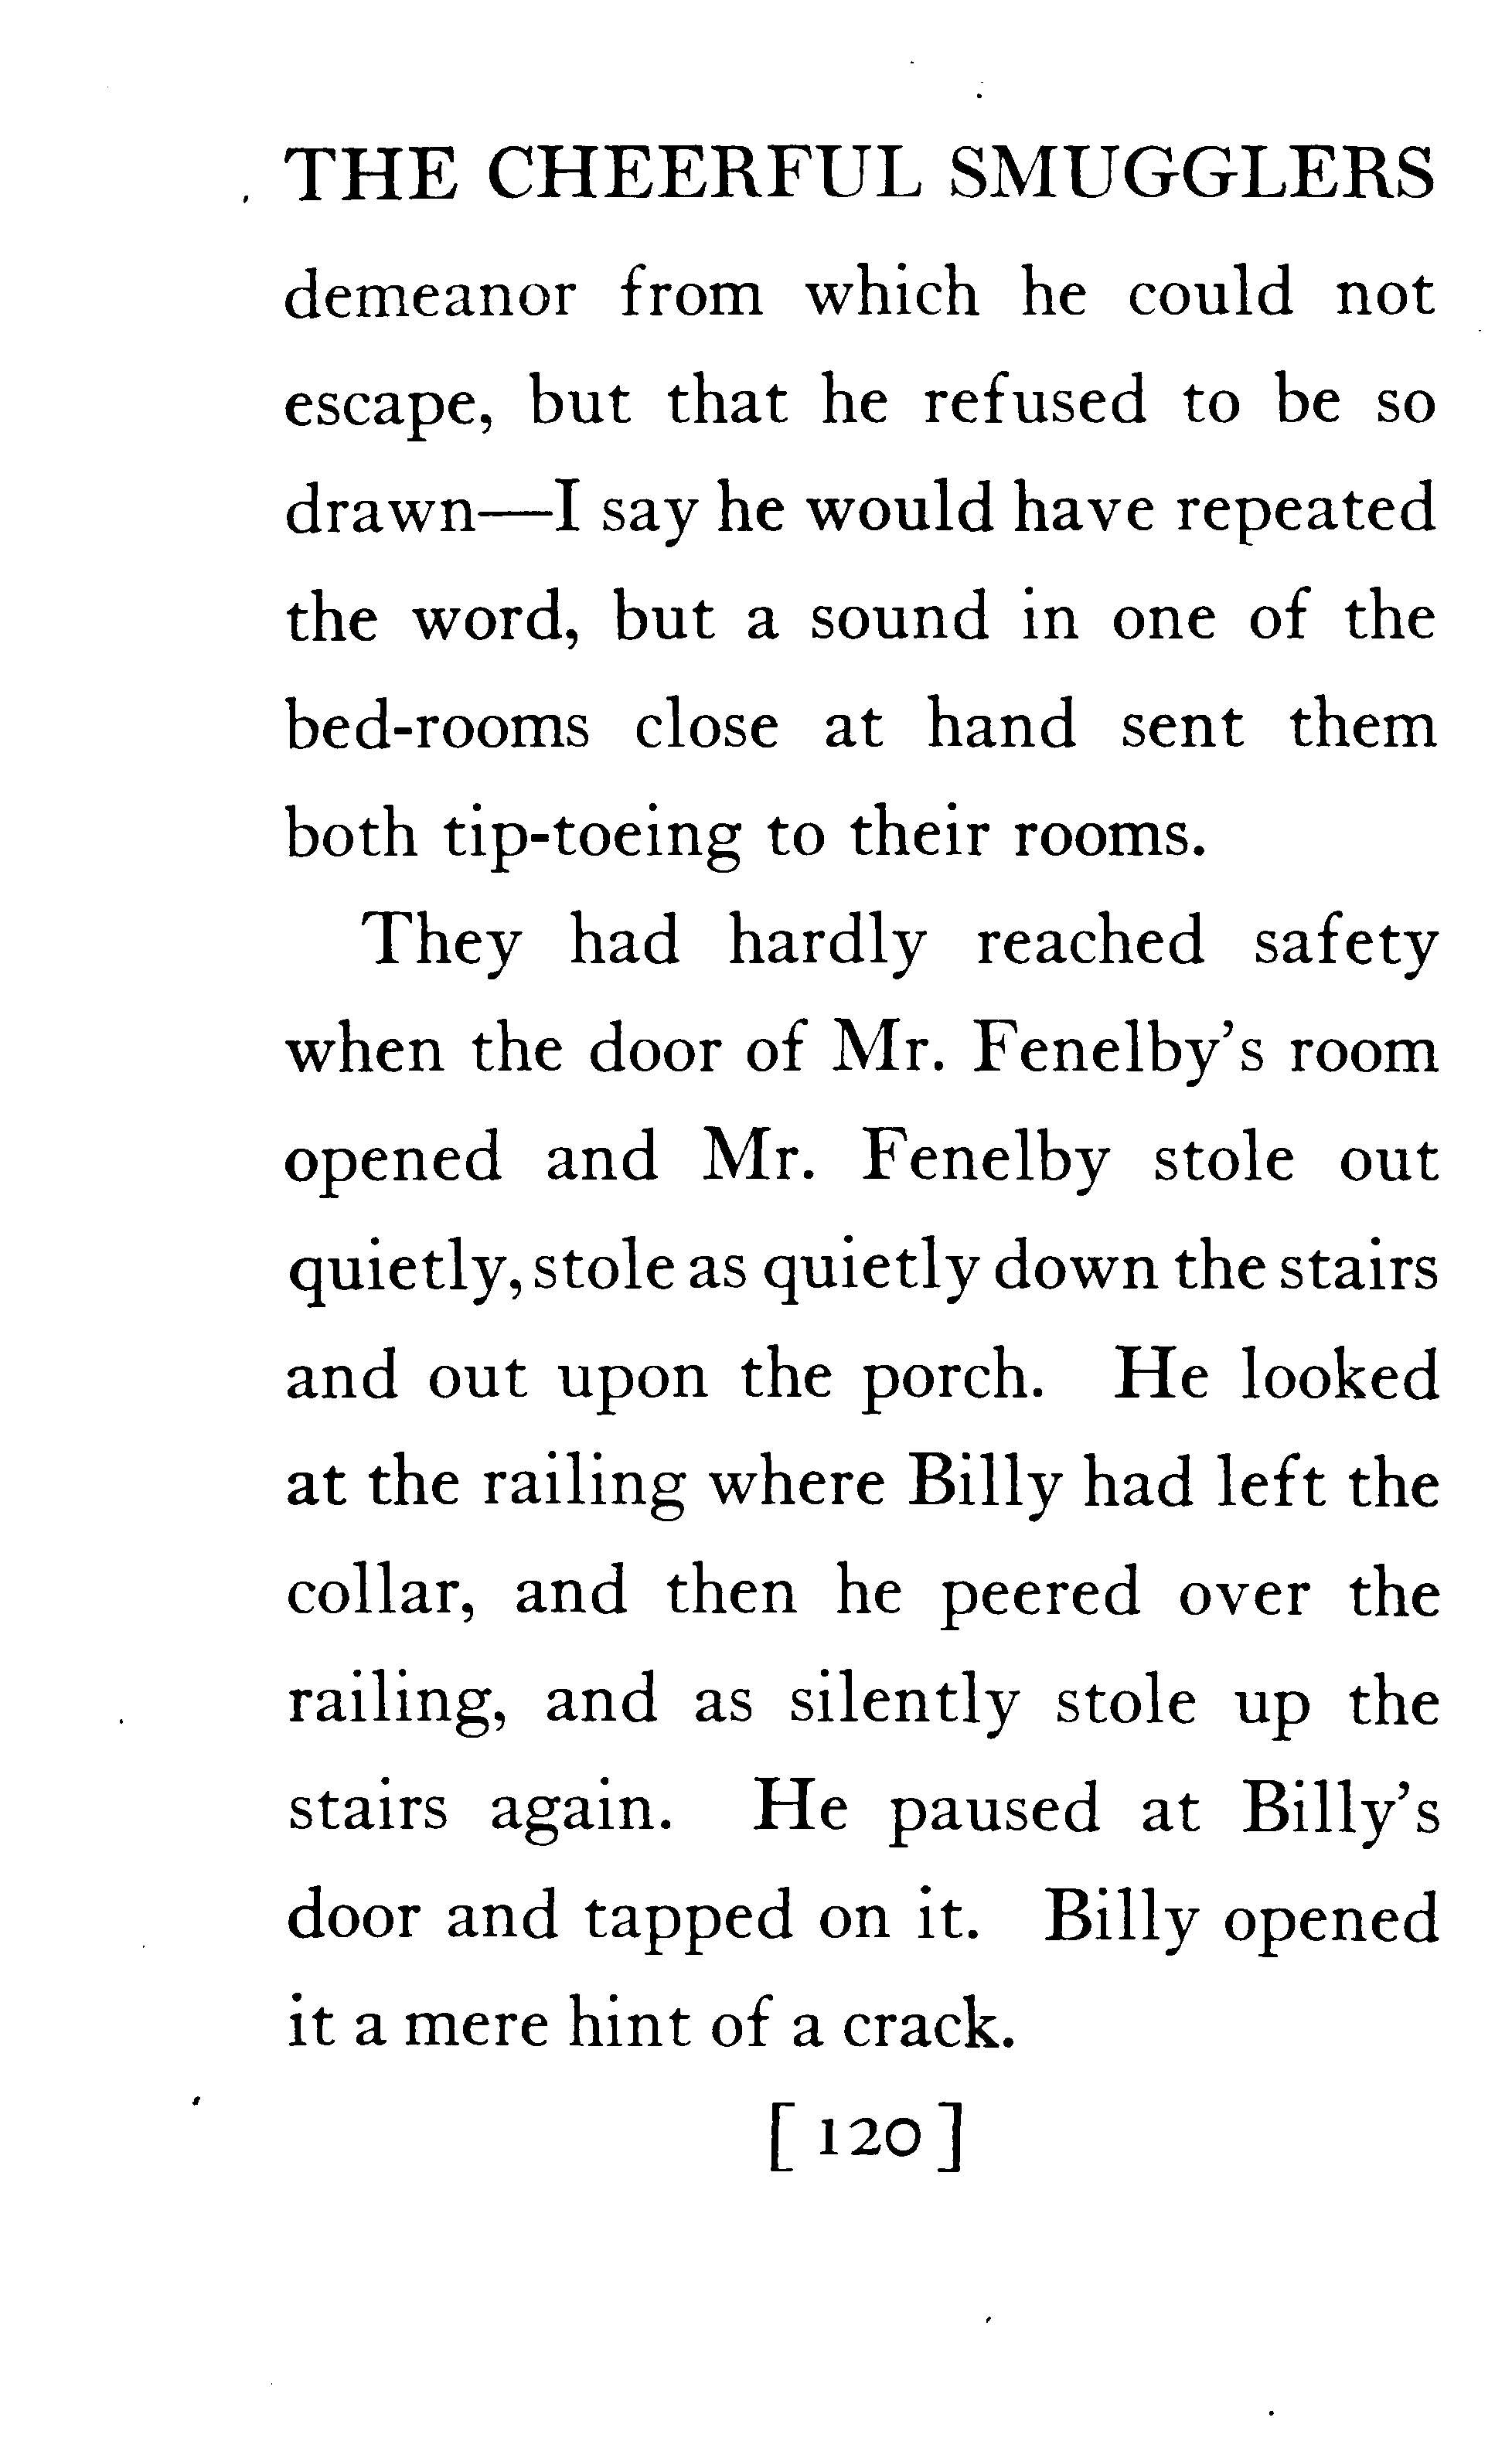 THE CHEERFUL SMUGGLERS
demeanor from which he could not
escape, but that he refused to be so
drawn—I say he would have repeated
the word, but a sound in one of the
bed-rooms close at hand sent them
both tip-toeing to their rooms.
They had hardly reached safety
when the door of Mr. Fenelby's room
opened and Mr. Fenelby stole out
quietly, stole as quietly down the stairs
and out upon the porch. He looked
at the railing where Billy had left the
collar, and then he peered over the
railing, and as silently stole up the
stairs again. He paused at Billy's
door and tapped on it. Billy opened
it a mere hint of a crack.
[ 120 ]